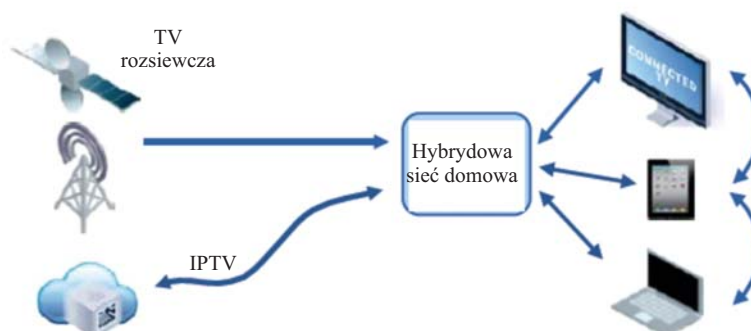 TV
rozsiewcza
CONNECTED
TV
Hybrydowa
sieć domowa
IPTV